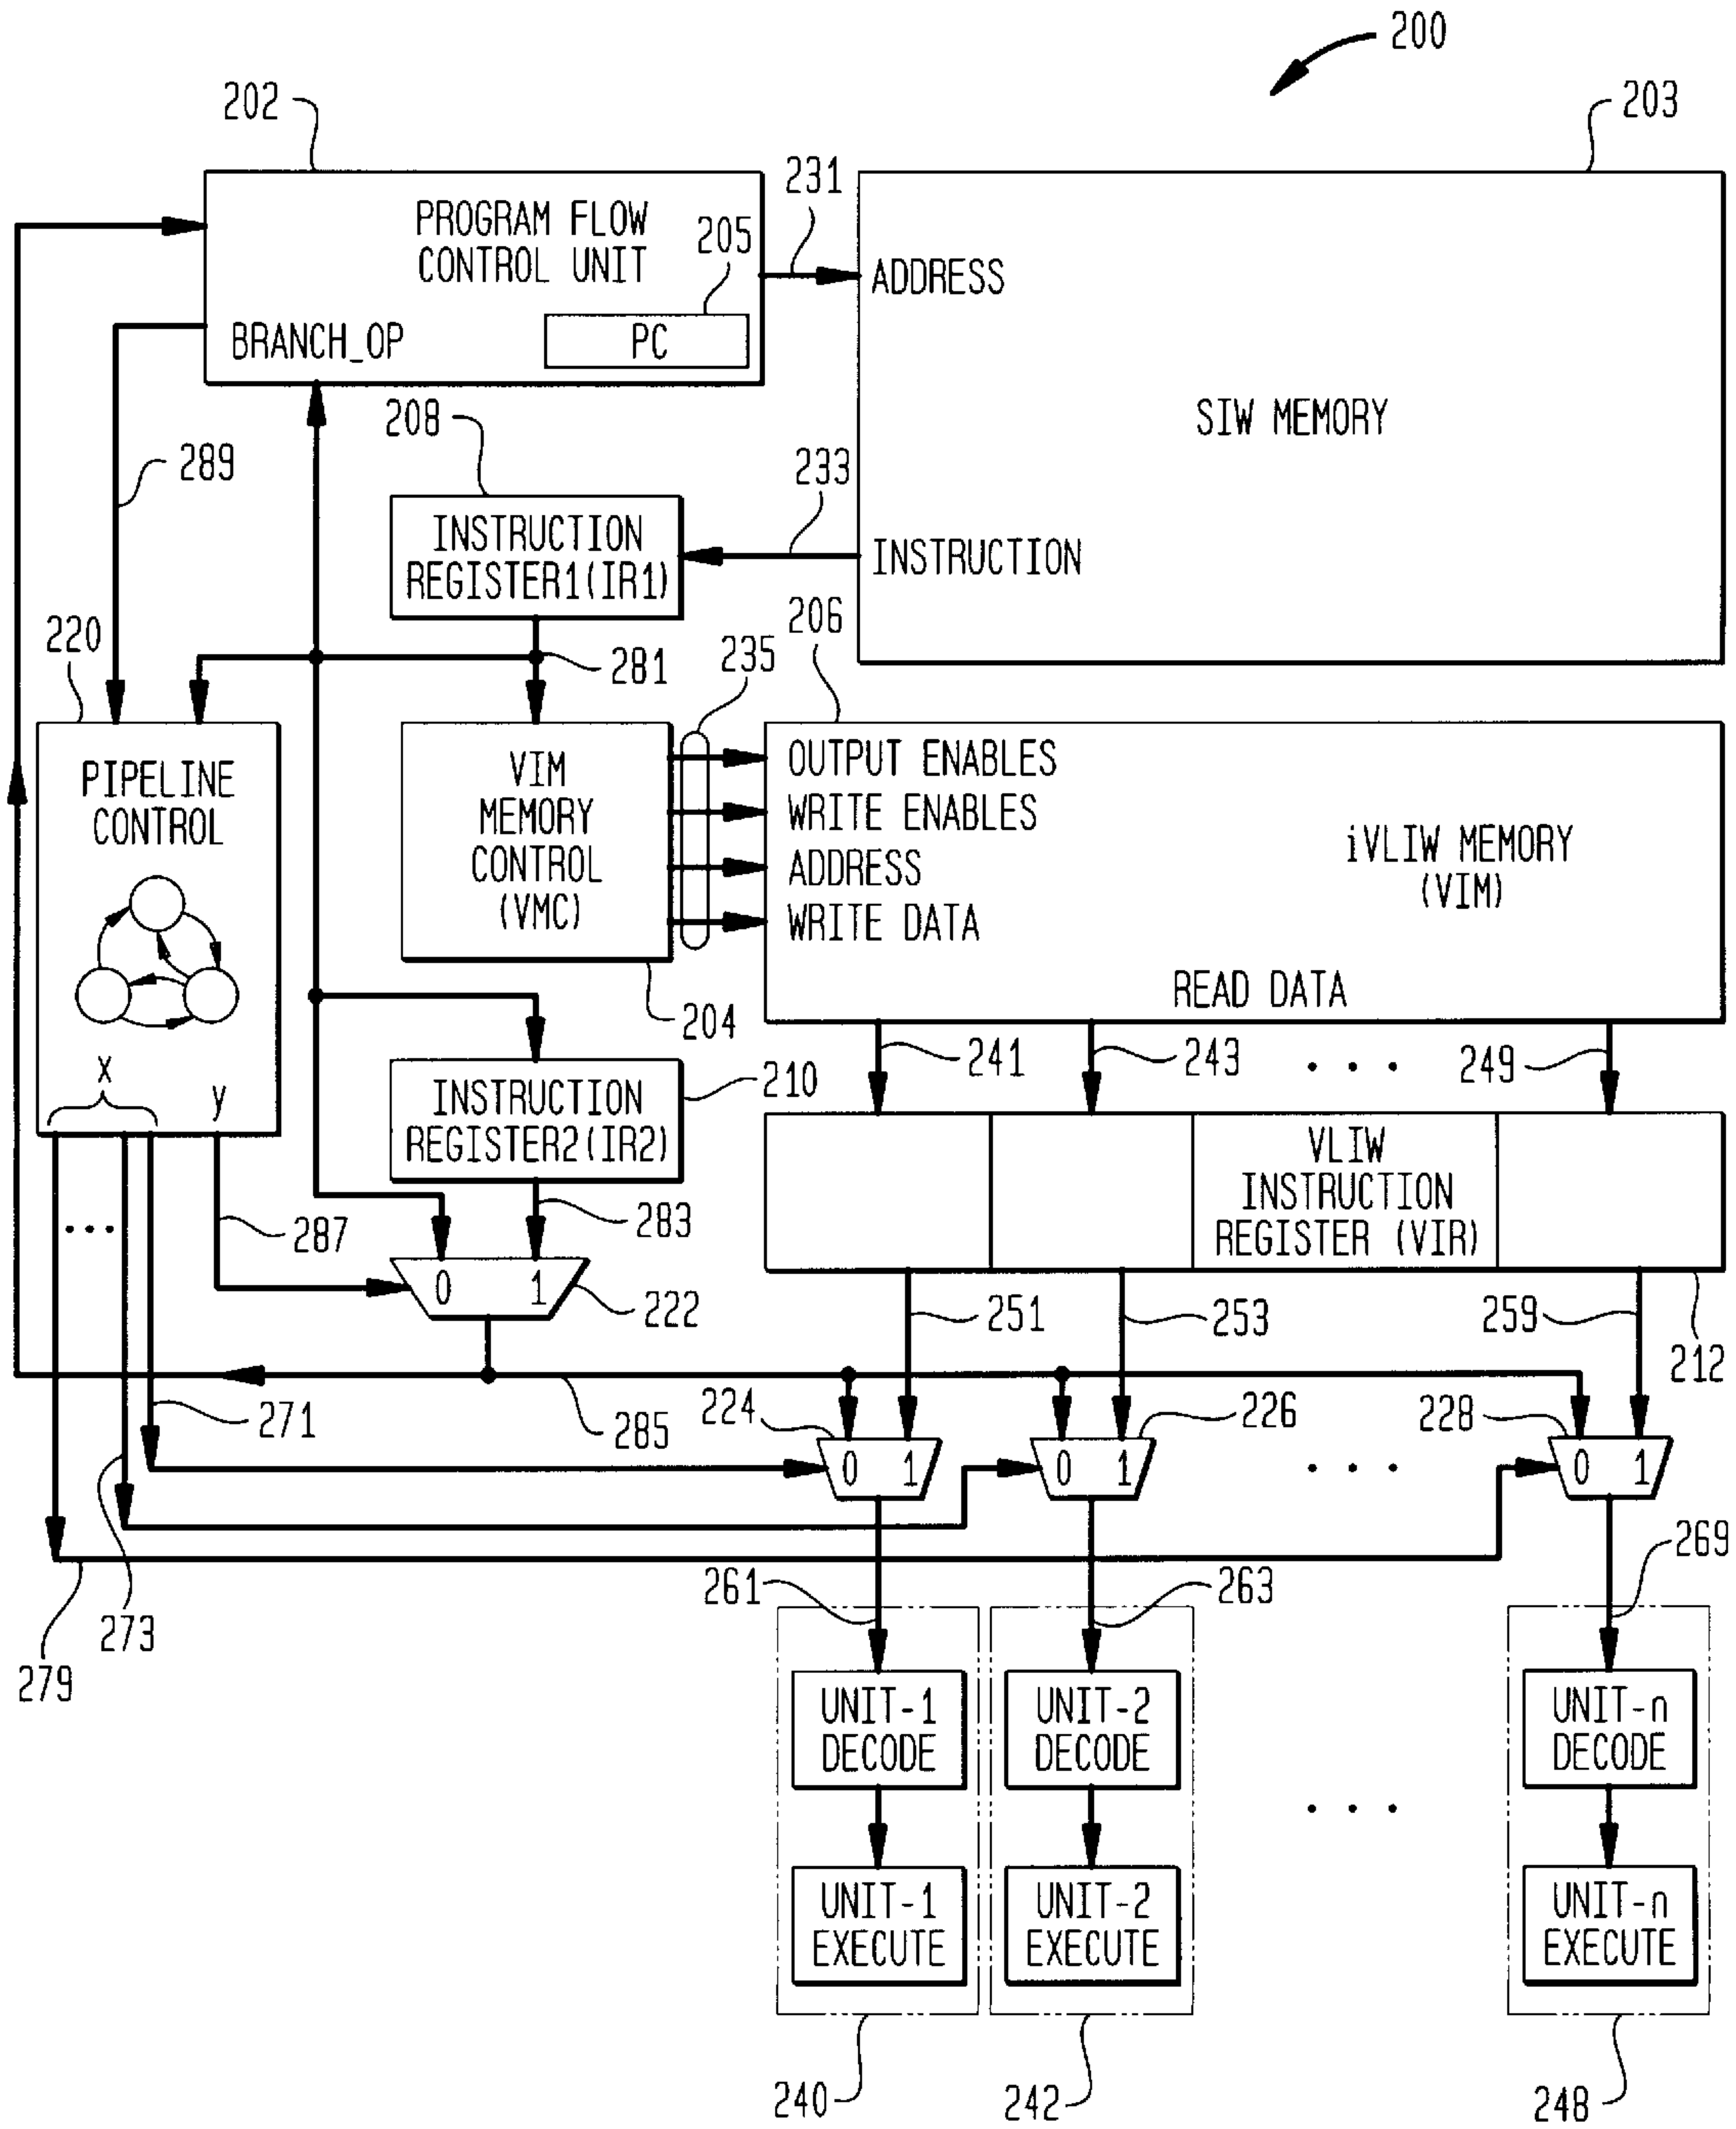 200
202
203
231
PROGRAM FLOW
CONTROL UNIT
205
ADDRESS
BRANCH_OP
PC
SIW MEMORY
208
289
233
INSTRUCTION
REGISTER1(IR1)
INSTRUCTION
220
206
281
235
PIPELINE
CONTROL
VIM
MEMORY
CONTROL
(VMC)
OUTPUT ENABLES
WRITE ENABLES
ADDRESS
WRITE DATA
iVLIW MEMORY
(VIM)
READ DATA
204
241
243
. . .
249
x
y
INSTRUCTION
REGISTER2(IR2)
210
VLIW
INSTRUCTION
REGISTER (VIR)
...
287
283
0 1
222
251
253
259
212
271
285
224
226
228
0 1
0 1
. . .
0 1
273
279
261
263
269
UNIT-1
DECODE
UNIT-2
DECODE
UNIT-n
DECODE
. . .
UNIT-1
EXECUTE
UNIT-2
EXECUTE
UNIT-n
EXECUTE
240
242
248